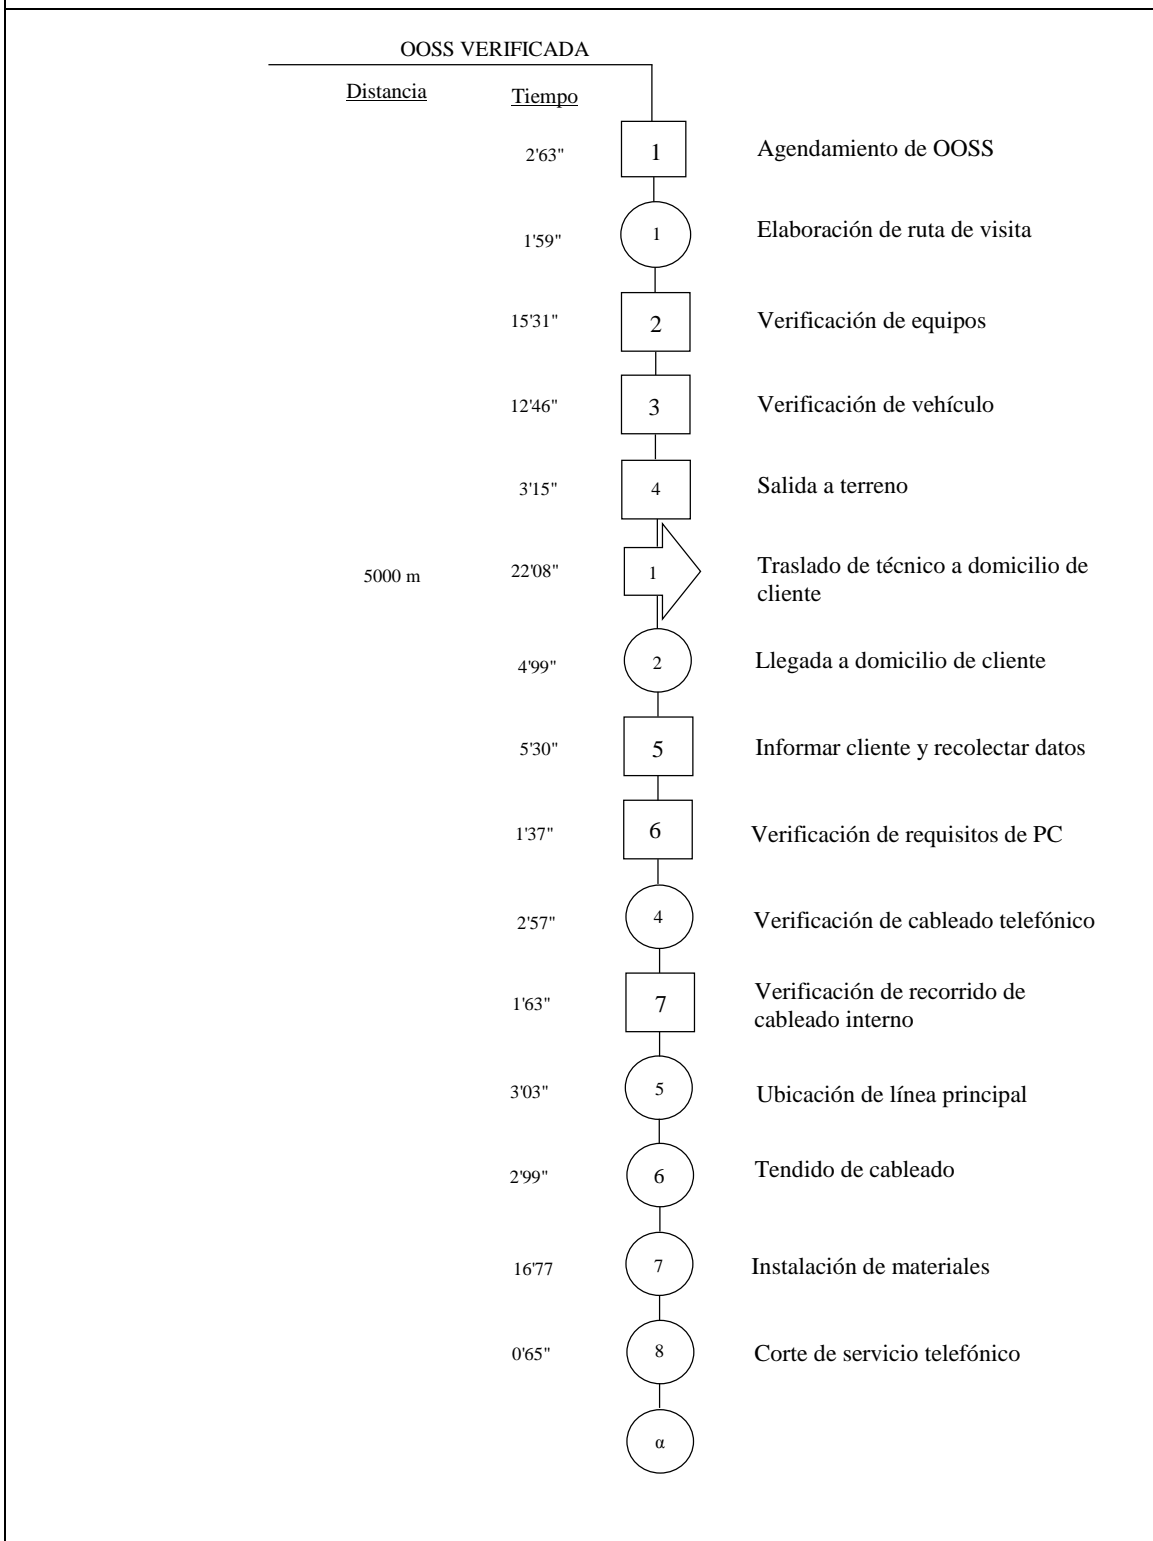 OOSS VERIFICADA
Distancia
Tiempo
2'63"
1
Agendamiento de OOSS
1'59"
1
Elaboración de ruta de visita
15'31"
2
Verificación de equipos
12'46"
3
Verificación de vehículo
3'15"
4
Salida a terreno
5000 m
22'08"
1
Traslado de técnico a domicilio de
cliente
4'99"
2
Llegada a domicilio de cliente
5'30"
5
Informar cliente y recolectar datos
1'37"
6
Verificación de requisitos de PC
2'57"
4
Verificación de cableado telefónico
1'63"
7
Verificación de recorrido de
cableado interno
3'03"
5
Ubicación de línea principal
2'99"
6
Tendido de cableado
16'77
7
Instalación de materiales
0'65"
8
Corte de servicio telefónico
α